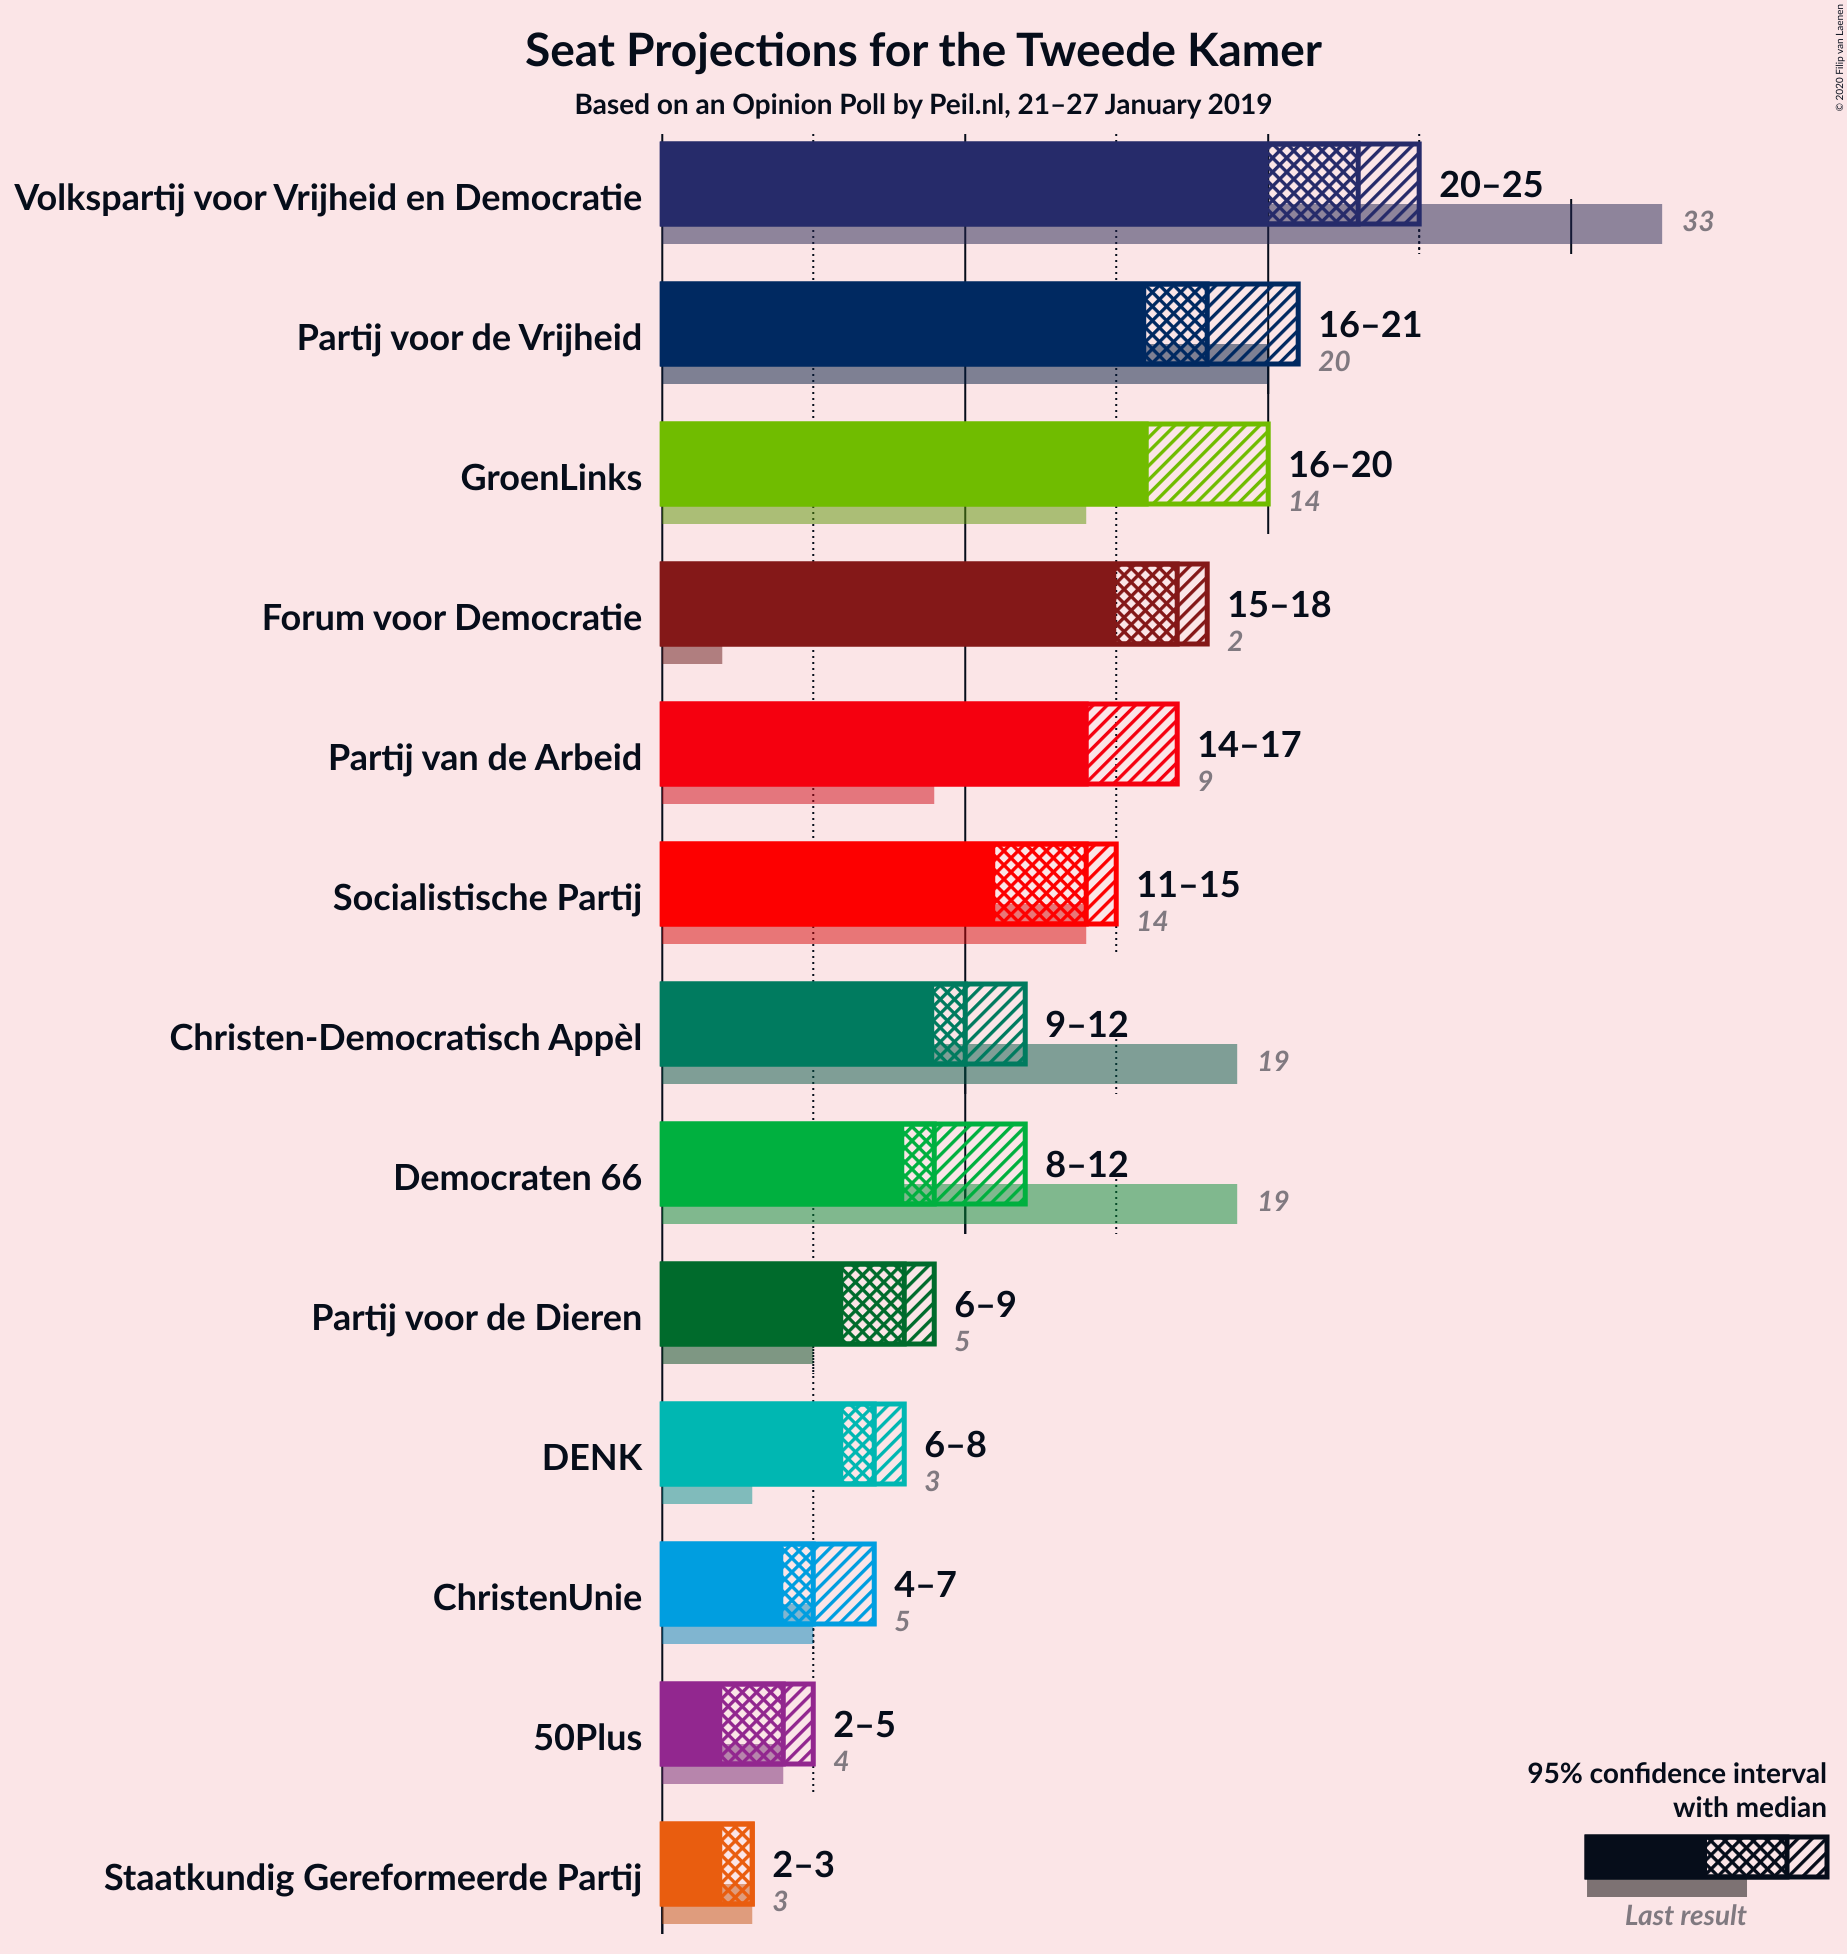 Seat Projections for the Tweede Kamer
Based on an Opinion Poll by Peil.nl, 21–27 January 2019
© 2020 Filip van Laenen
Volkspartij voor Vrijheid en Democratie
20–25
33
Partij voor de Vrijheid
16–21
20
GroenLinks
16–20
14
Forum voor Democratie
15–18
2
Partij van de Arbeid
14–17
9
Socialistische Partij
11–15
14
Christen-Democratisch Appèl
9–12
19
Democraten 66
8–12
19
Partij voor de Dieren
6–9
5
DENK
6–8
3
ChristenUnie
4–7
5
50Plus
2–5
4
Staatkundig Gereformeerde Partij
2–3
3
95% confidence interval
with median
Last result